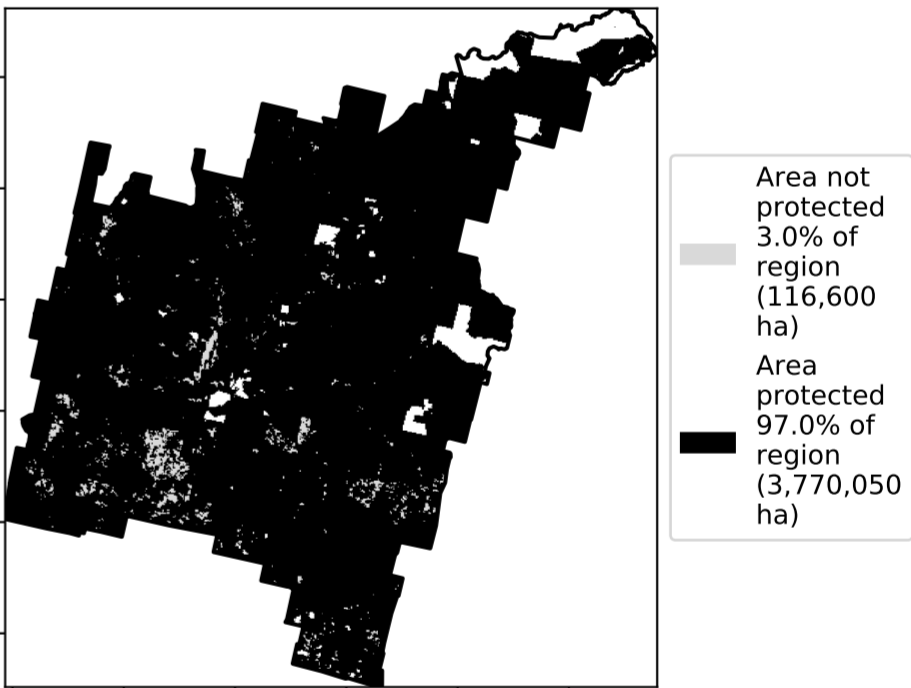 Area not
protected
3.0% of
region
(116,600
ha)
Area
protected
97.0% of
region
(3,770,050
ha)